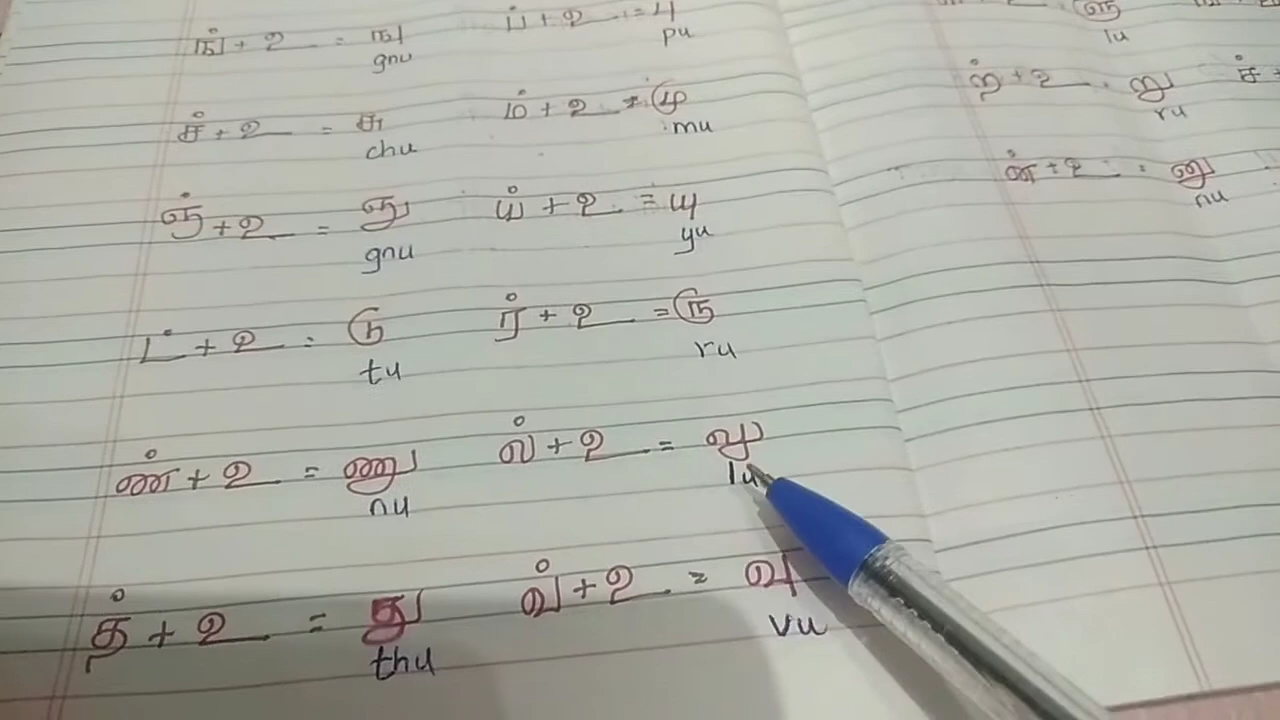 ங் + உ = ஙு ப் + உ = பு
gnu pu
ச் + உ = சு ம் + உ = மு
chu mu
ஞ் + உ = ஞு ய் + உ = யு
gnu yu
ட் + உ = டு ர் + உ = ரு
tu ru
ண் + உ = ணு ல் + உ = லு
nu lu
த் + உ = து வ் + உ = வு
thu vu
ளு
lu
ற் + உ = று
ru
ன் + உ = னு
nu